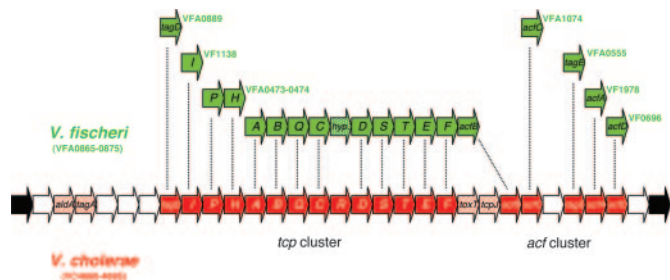 VFA0889
tagD
VFA1074
acfC
VF1138
I
VFA0555
tagB
VFA0473-0474
P H
VF1978
acfA
V. fischeri
(VFA0865-0875)
A B Q C hyp. D S T E F acfB
VF0696
acfD
aldA tagA I P H A B Q C R D S T E F toxT tcpJ
tcp cluster
acf cluster
V. cholerae